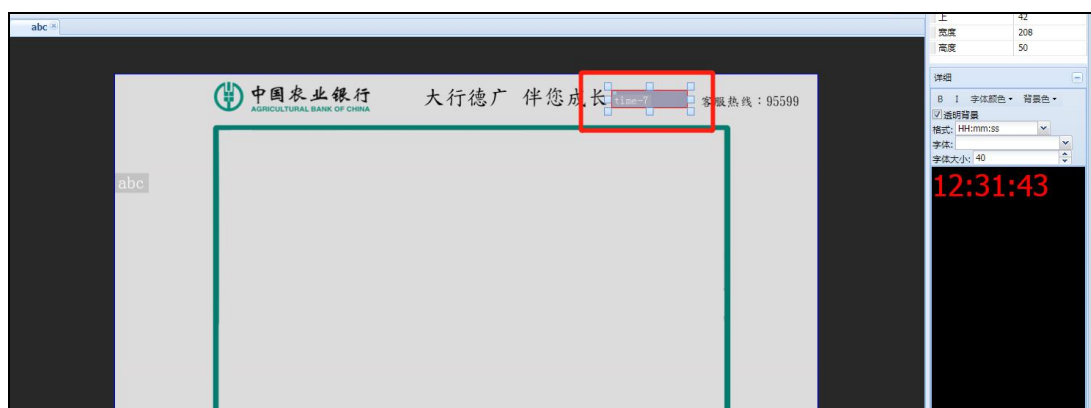 abc
上 42
宽度 208
高度 50
中国农业银行
AGRICULTURAL BANK OF CHINA
大行德广 伴您成长
time-7
客服热线：95599
abc
详细
B I 字体颜色 背景色
透明背景
格式: HH:mm:ss
字体:
字体大小: 40
12:31:43